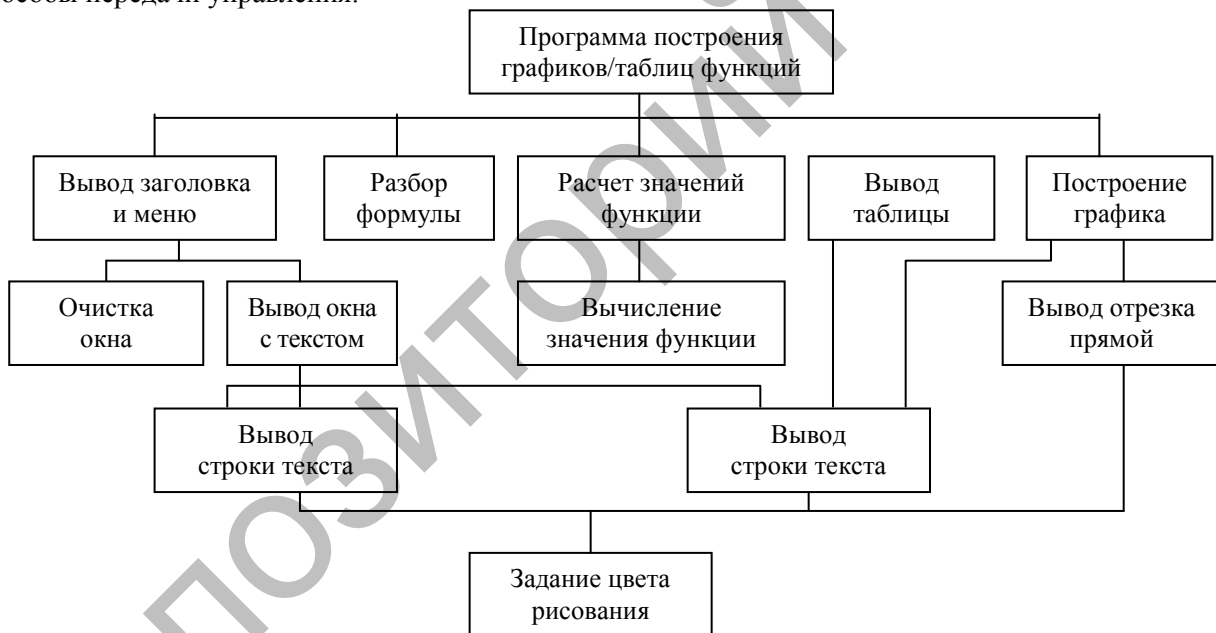 особы передачи управления.
Программа построения
графиков/таблиц функций
Вывод заголовка
и меню
Разбор
формулы
Расчет значений
функции
Вывод
таблицы
Построение
графика
Очистка
окна
Вывод окна
с текстом
Вычисление
значения функции
Вывод отрезка
прямой
Вывод
строки текста
Вывод
строки текста
Задание цвета
рисования
позиторий